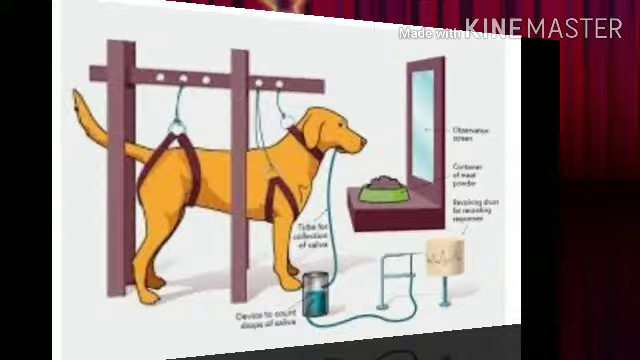 Made with KINEMASTER
Observation
screen
Container
of meat
powder
Revolving drum
for recording
responses
Tube for
collection
of saliva
Device to count
drops of saliva